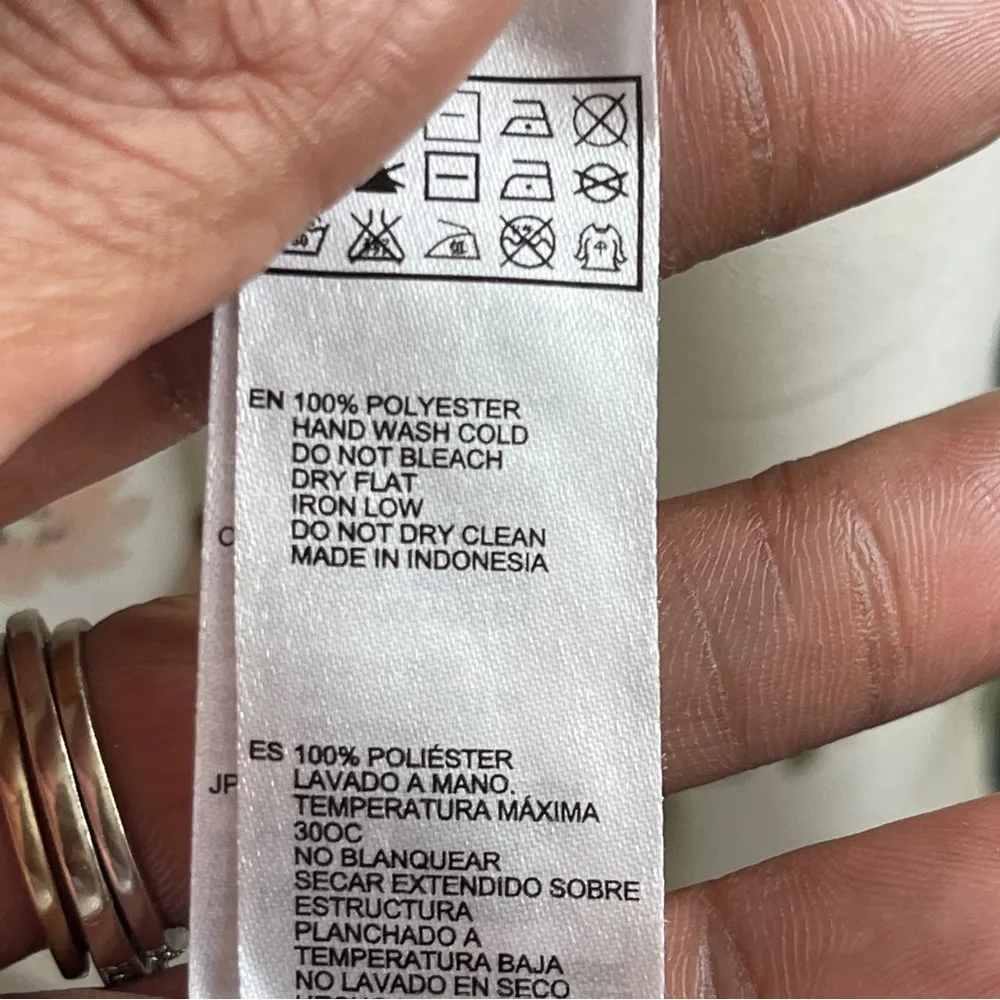 EN 100% POLYESTER
HAND WASH COLD
DO NOT BLEACH
DRY FLAT
IRON LOW
DO NOT DRY CLEAN
MADE IN INDONESIA
C
JP
ES 100% POLIÉSTER
LAVADO A MANO.
TEMPERATURA MÁXIMA
30OC
NO BLANQUEAR
SECAR EXTENDIDO SOBRE
ESTRUCTURA
PLANCHADO A
TEMPERATURA BAJA
NO LAVADO EN SECO